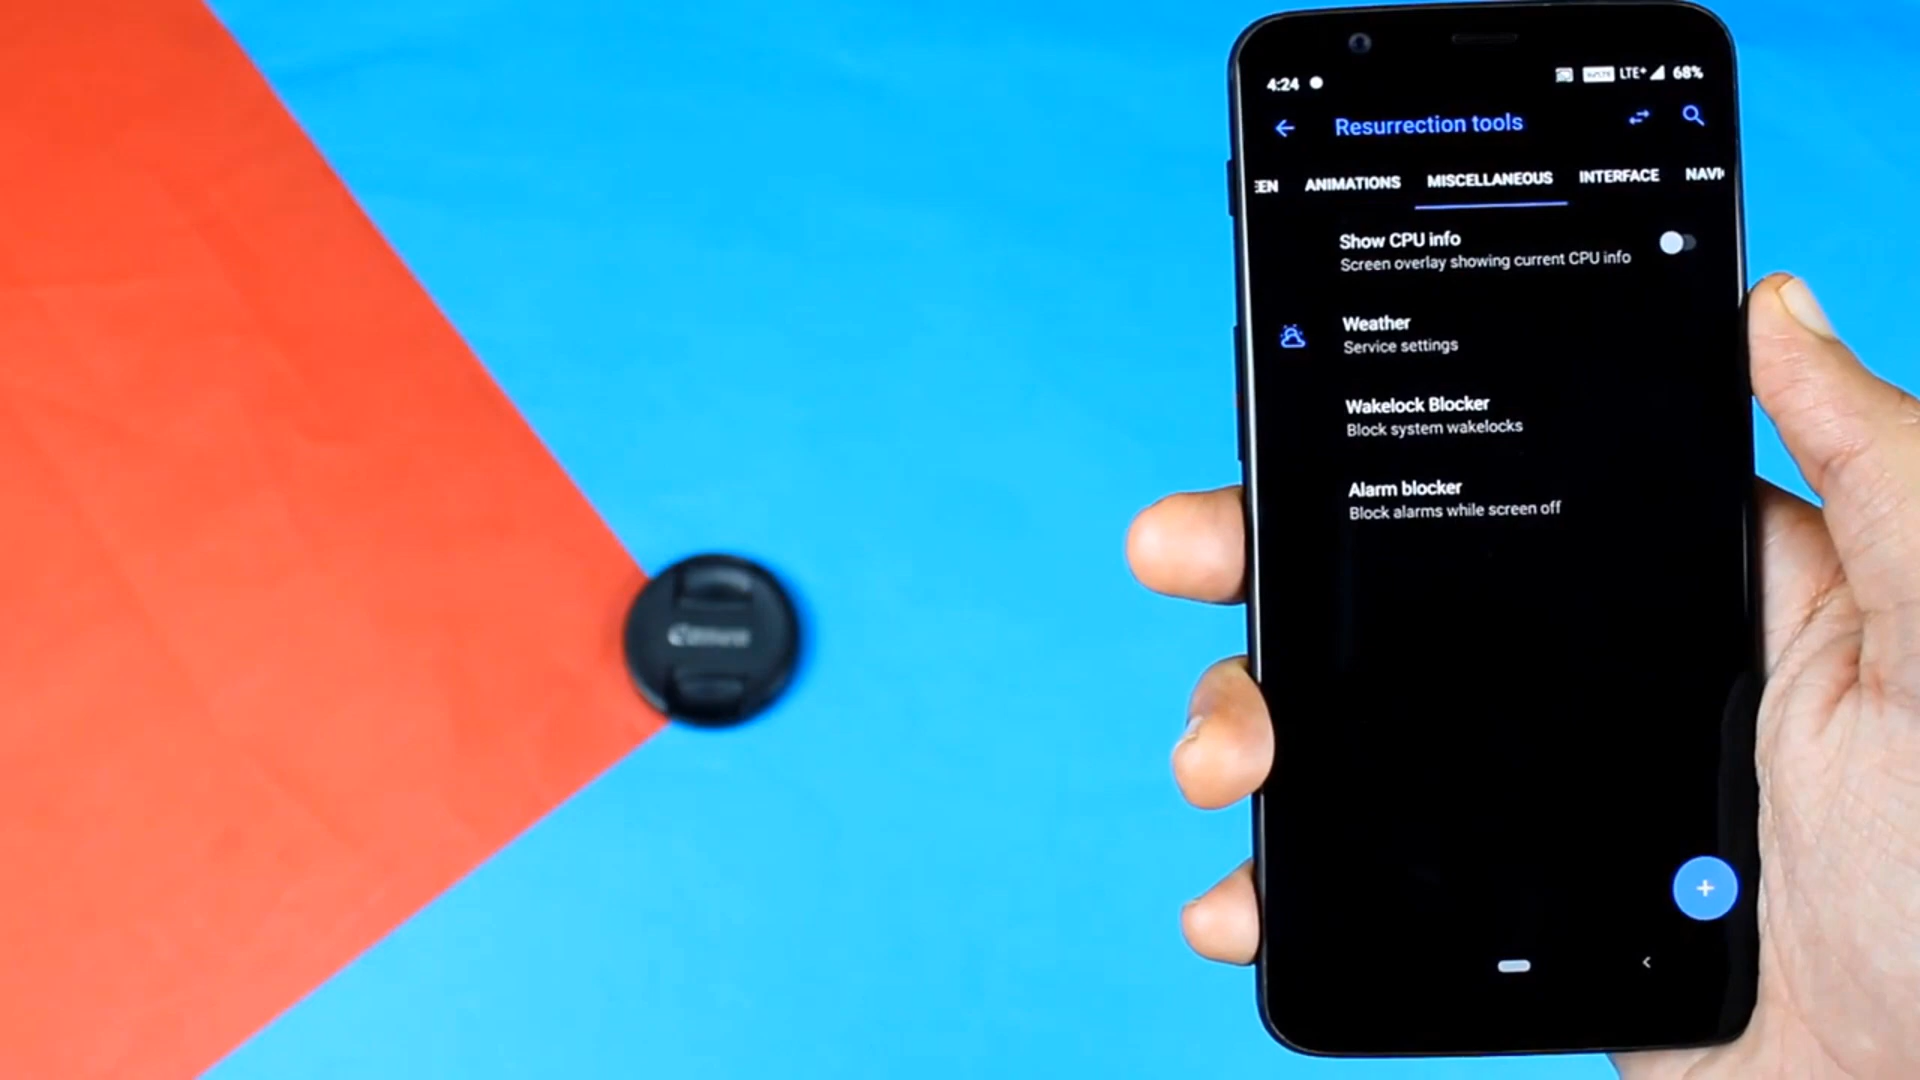 4:24 LTE+ 68%
Resurrection tools
EEN ANIMATIONS MISCELLANEOUS INTERFACE NAVI
Show CPU info
Screen overlay showing current CPU info
Weather
Service settings
Wakelock Blocker
Block system wakelocks
Alarm blocker
Block alarms while screen off